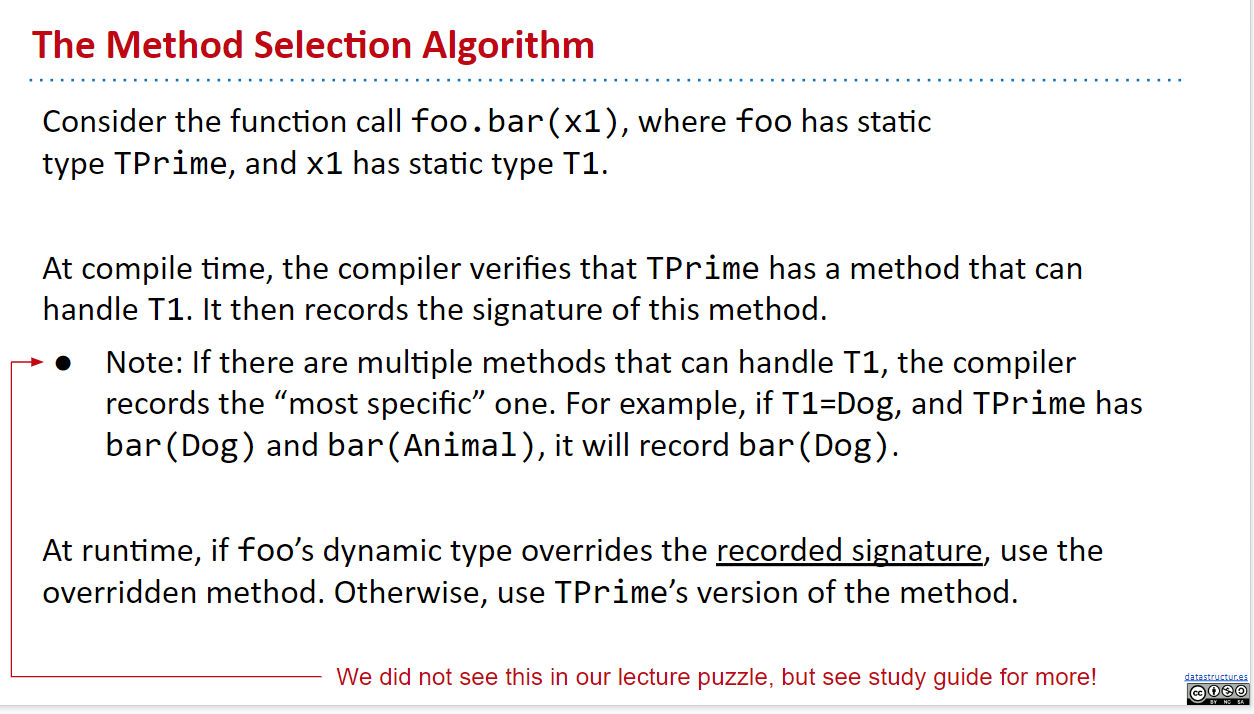 The Method Selection Algorithm
Consider the function call foo.bar(x1), where foo has static
type TPrime, and x1 has static type T1.
At compile time, the compiler verifies that TPrime has a method that can
handle T1. It then records the signature of this method.
● Note: If there are multiple methods that can handle T1, the compiler
records the “most specific” one. For example, if T1=Dog, and TPrime has
bar(Dog) and bar(Animal), it will record bar(Dog).
At runtime, if foo’s dynamic type overrides the recorded signature, use the
overridden method. Otherwise, use TPrime’s version of the method.
We did not see this in our lecture puzzle, but see study guide for more!
datastructur.es
cc
BY NC SA